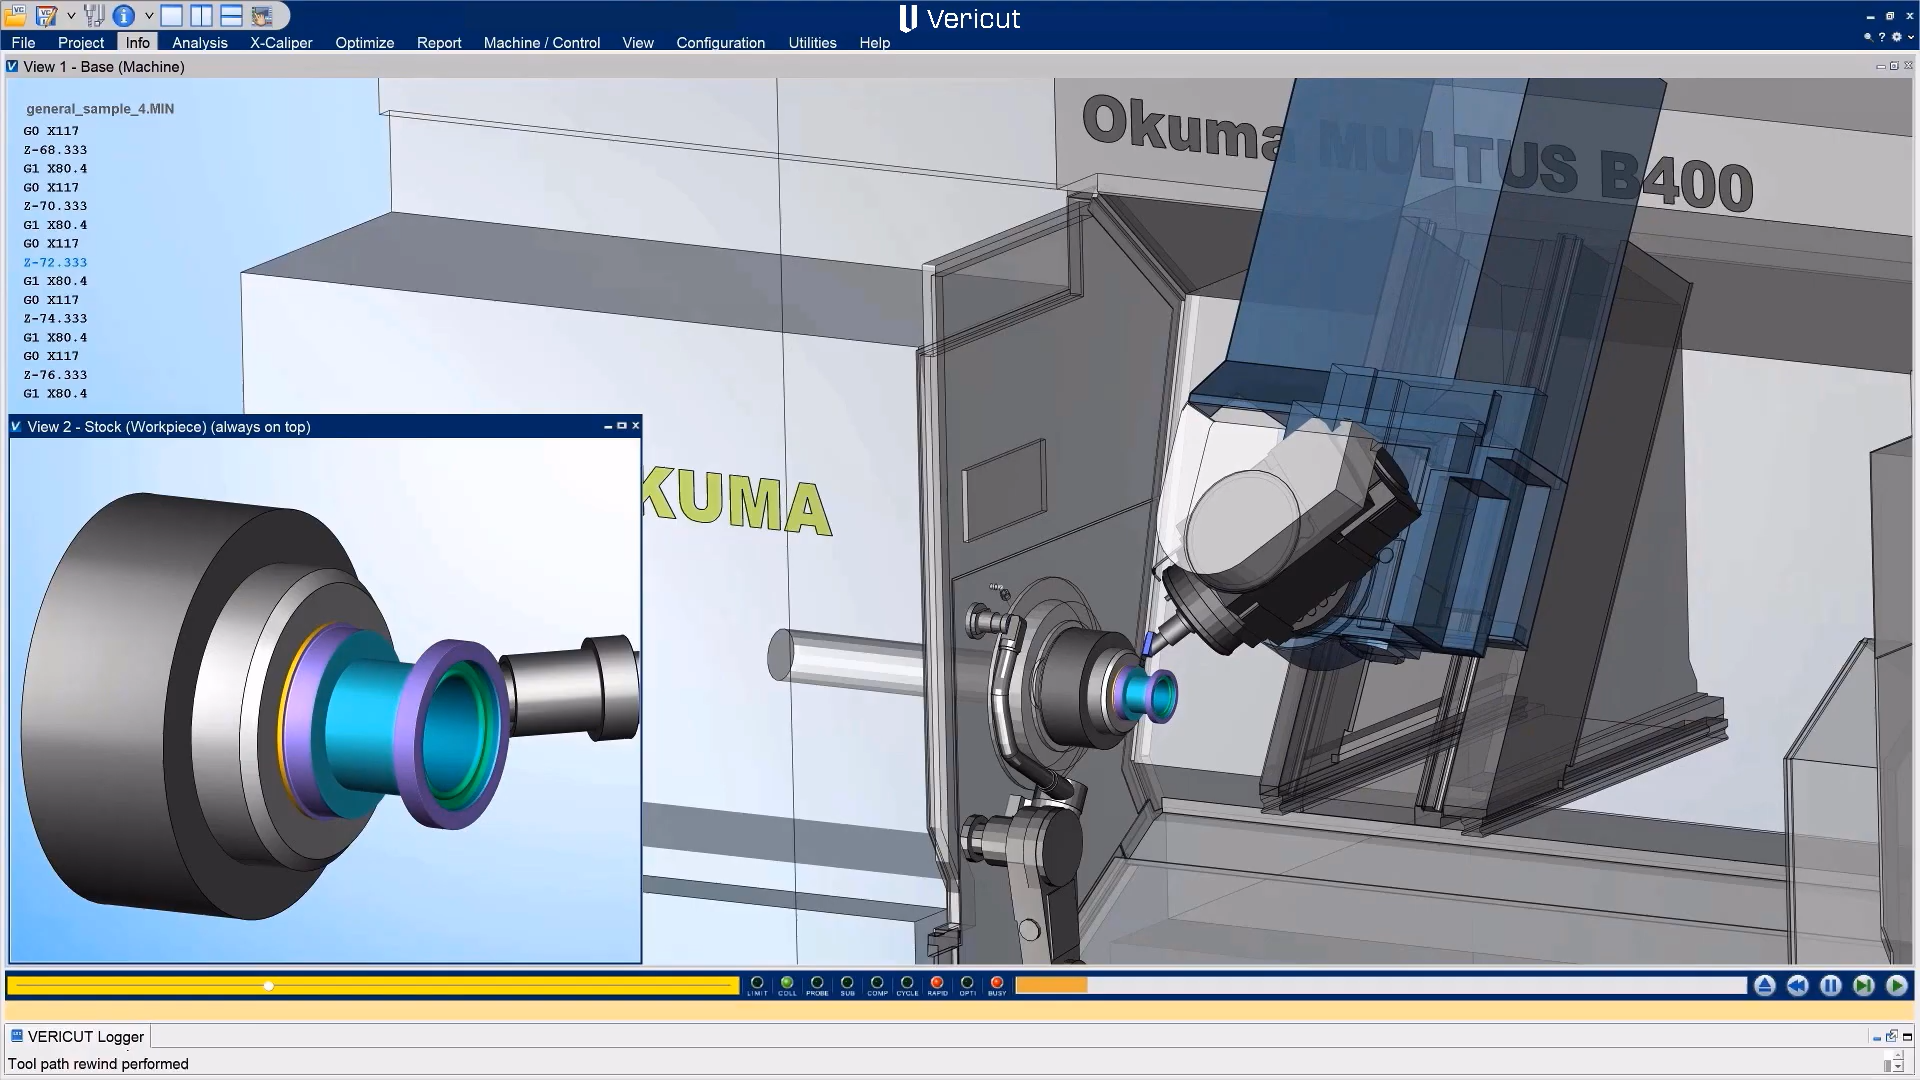 Vericut
File Project Info Analysis X-Caliper Optimize Report Machine / Control View Configuration Utilities Help
View 1 - Base (Machine)
general_sample_4.MIN
G0 X117
Z-68.333
G1 X80.4
G0 X117
Z-70.333
G1 X80.4
G0 X117
Z-72.333
G1 X80.4
G0 X117
Z-74.333
G1 X80.4
G0 X117
Z-76.333
G1 X80.4
Okuma MULTUS B400
View 2 - Stock (Workpiece) (always on top)
KUMA
LIMIT COLL PROBE SUB COMP CYCLE RAPID OPTI BUSY
VERICUT Logger
Tool path rewind performed